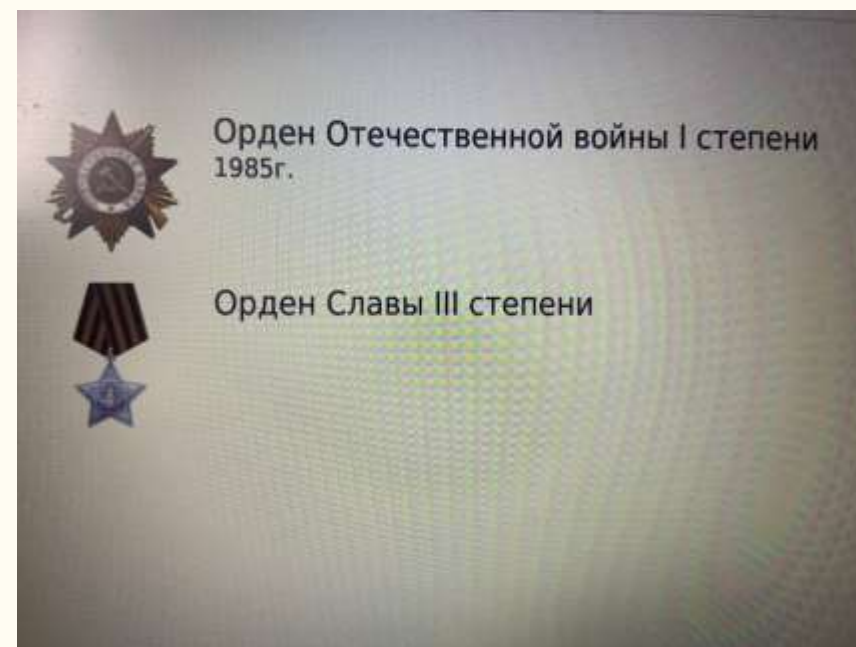 Орден Отечественной войны I степени
1985г.
Орден Славы III степени